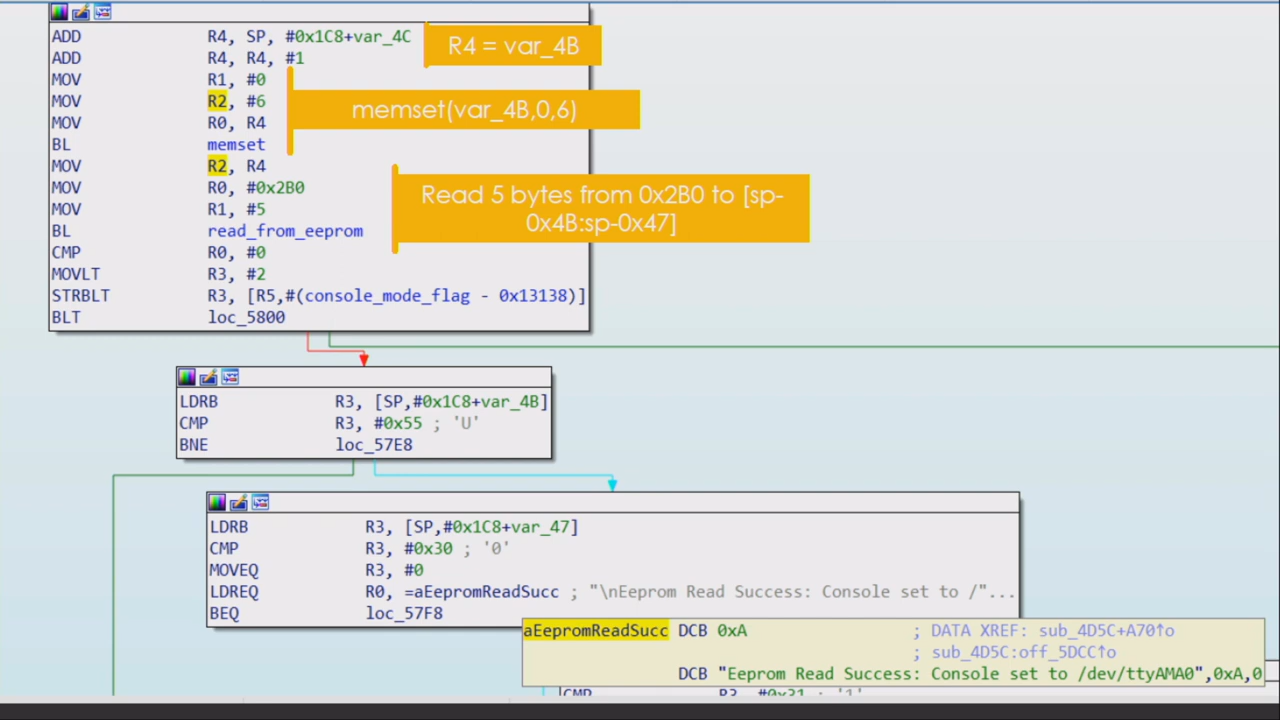 ADD R4, SP, #0x1C8+var_4C
R4 = var_4B
ADD R4, R4, #1
MOV R1, #0
MOV R2, #6
memset(var_4B,0,6)
MOV R0, R4
BL memset
MOV R2, R4
MOV R0, #0x2B0
Read 5 bytes from 0x2B0 to [sp-
0x4B:sp-0x47]
MOV R1, #5
BL read_from_eeprom
CMP R0, #0
MOVLT R3, #2
STRBLT R3, [R5,#(console_mode_flag - 0x13138)]
BLT loc_5800
LDRB R3, [SP,#0x1C8+var_4B]
CMP R3, #0x55 ; 'U'
BNE loc_57E8
LDRB R3, [SP,#0x1C8+var_47]
CMP R3, #0x30 ; '0'
MOVEQ R3, #0
LDREQ R0, =aEepromReadSucc ; "\nEeprom Read Success: Console set to /"...
BEQ loc_57F8
aEepromReadSucc DCB 0xA ; DATA XREF: sub_4D5C+A70↑o
; sub_4D5C:off_5DCC↑o
DCB "Eeprom Read Success: Console set to /dev/ttyAMA0",0xA,0
CMP R3, #0x31 ; '1'